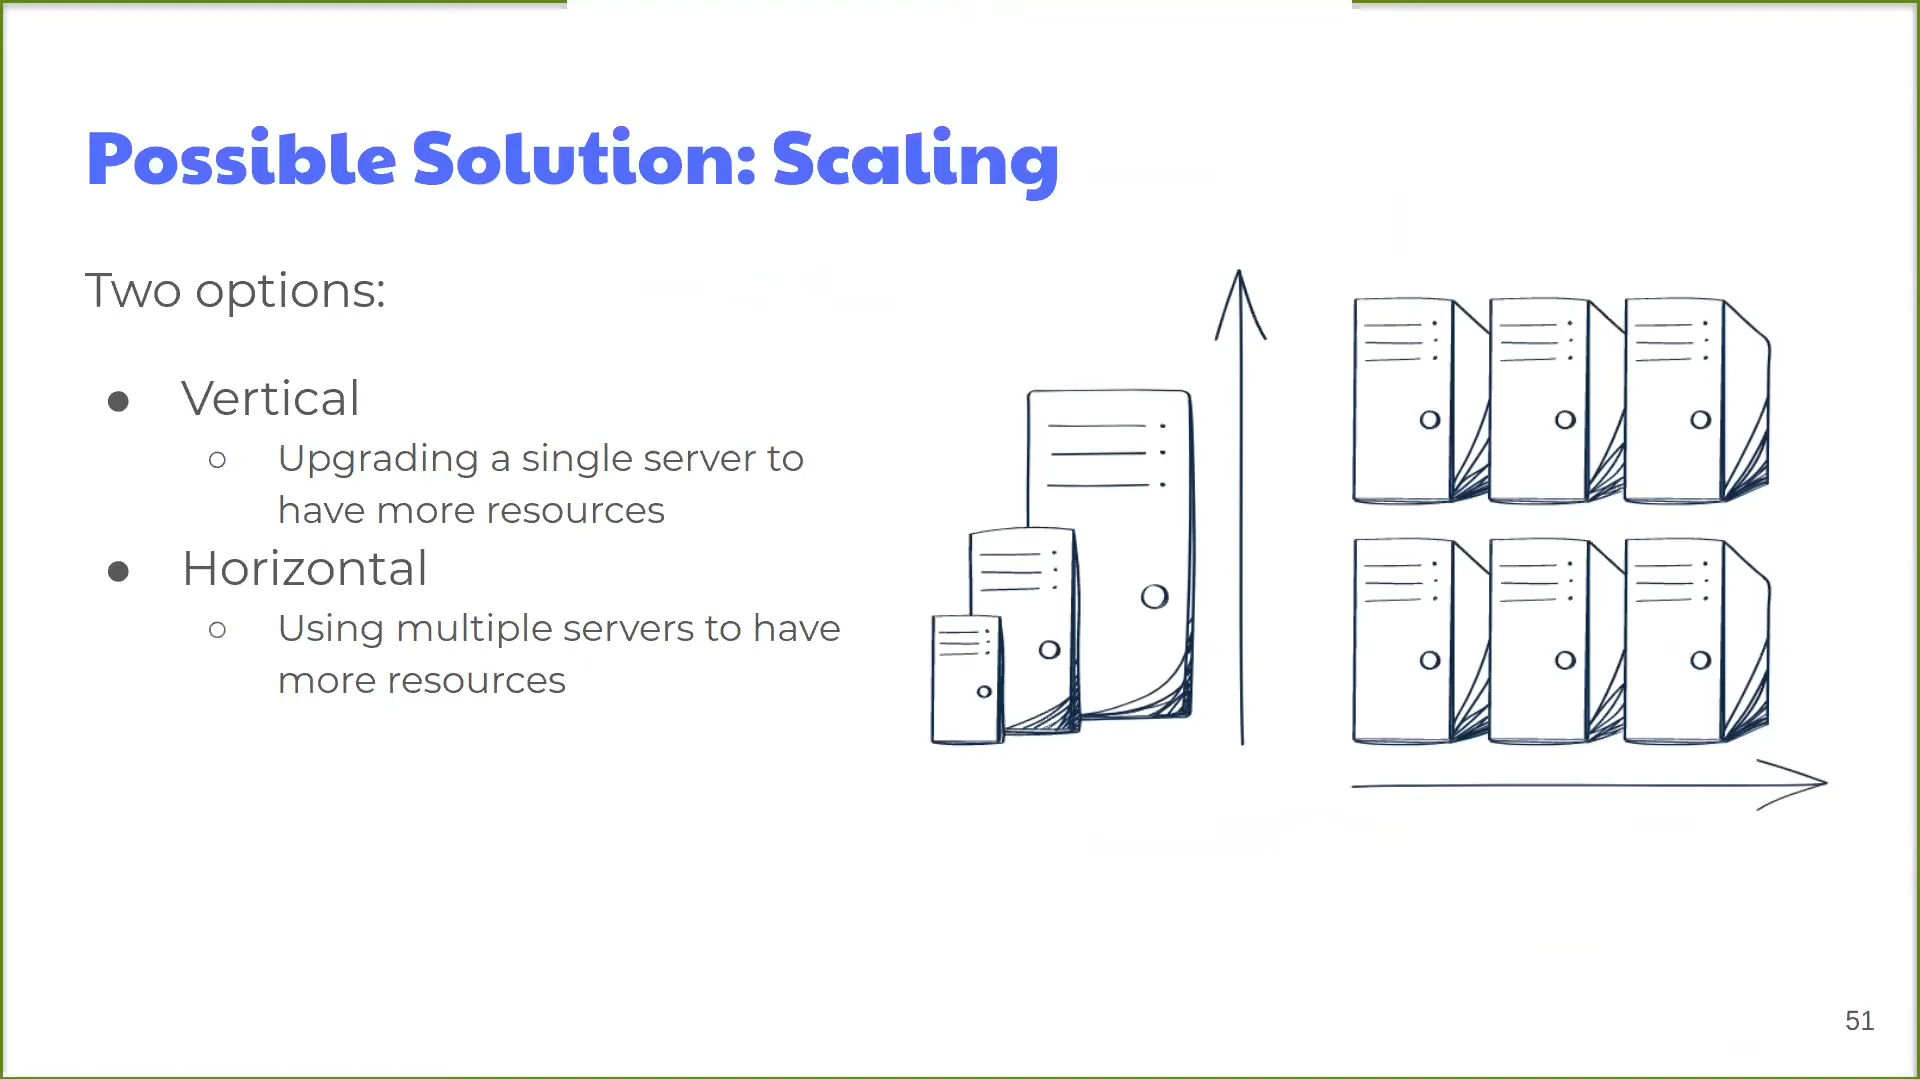 Possible Solution: Scaling
Two options:
● Vertical
○ Upgrading a single server to
have more resources
● Horizontal
○ Using multiple servers to have
more resources
51